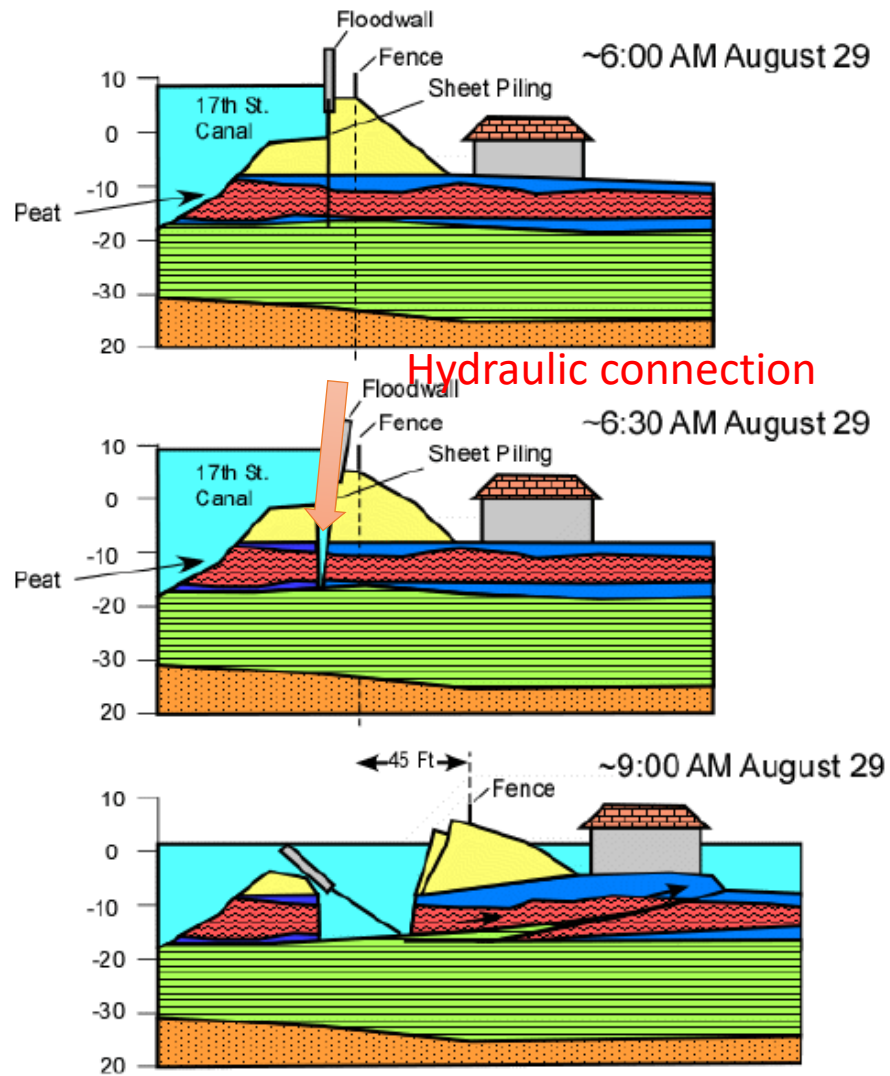 Floodwall
Fence
~6:00 AM August 29
Sheet Piling
17th St.
Canal
Peat
10
0
-10
-20
-30
20
Hydraulic connection
Floodwall
Fence
~6:30 AM August 29
Sheet Piling
17th St.
Canal
Peat
10
0
-10
-20
-30
20
45 Ft
~9:00 AM August 29
Fence
10
0
-10
-20
-30
20